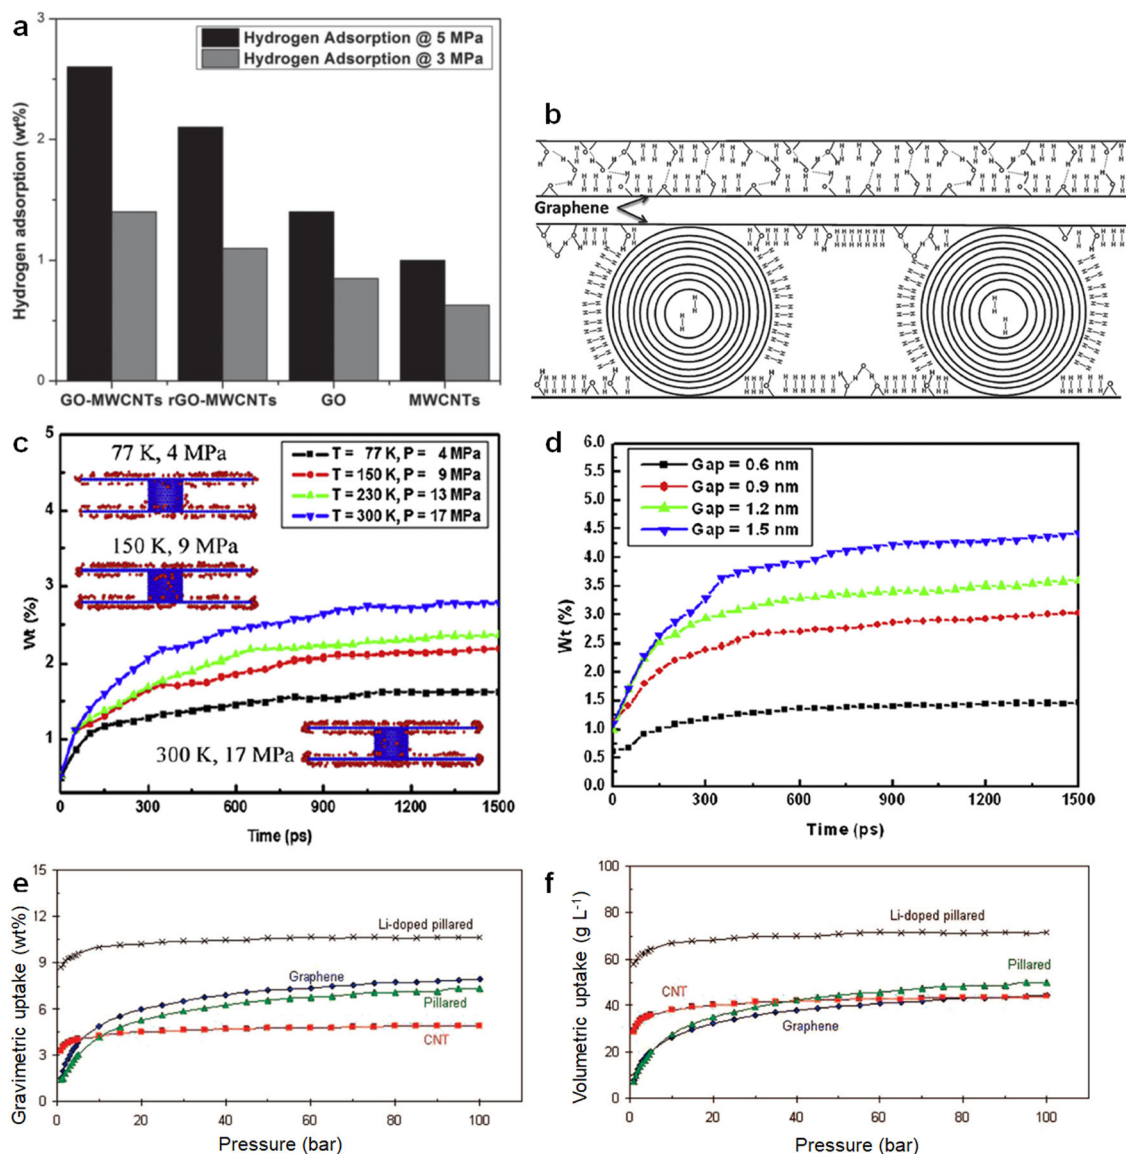 a
3
2
1
0
Hydrogen adsorption (wt%)
Hydrogen Adsorption @ 5 MPa
Hydrogen Adsorption @ 3 MPa
GO-MWCNTs rGO-MWCNTs GO MWCNTs
b
Graphene
c
5
4
3
2
1
Wt (%)
77 K, 4 MPa
150 K, 9 MPa
300 K, 17 MPa
T = 77 K, P = 4 MPa
T = 150 K, P = 9 MPa
T = 230 K, P = 13 MPa
T = 300 K, P = 17 MPa
0 300 600 900 1200 1500
Time (ps)
d
6.0
5.5
5.0
4.5
4.0
3.5
3.0
2.5
2.0
1.5
1.0
0.5
0.0
Wt (%)
Gap = 0.6 nm
Gap = 0.9 nm
Gap = 1.2 nm
Gap = 1.5 nm
0 300 600 900 1200 1500
Time (ps)
e
15
12
9
6
3
0
Gravimetric uptake (wt%)
Li-doped pillared
Graphene
Pillared
CNT
0 20 40 60 80 100
Pressure (bar)
f
100
80
60
40
20
0
Volumetric uptake (g L⁻¹)
Li-doped pillared
Pillared
CNT
Graphene
0 20 40 60 80 100
Pressure (bar)